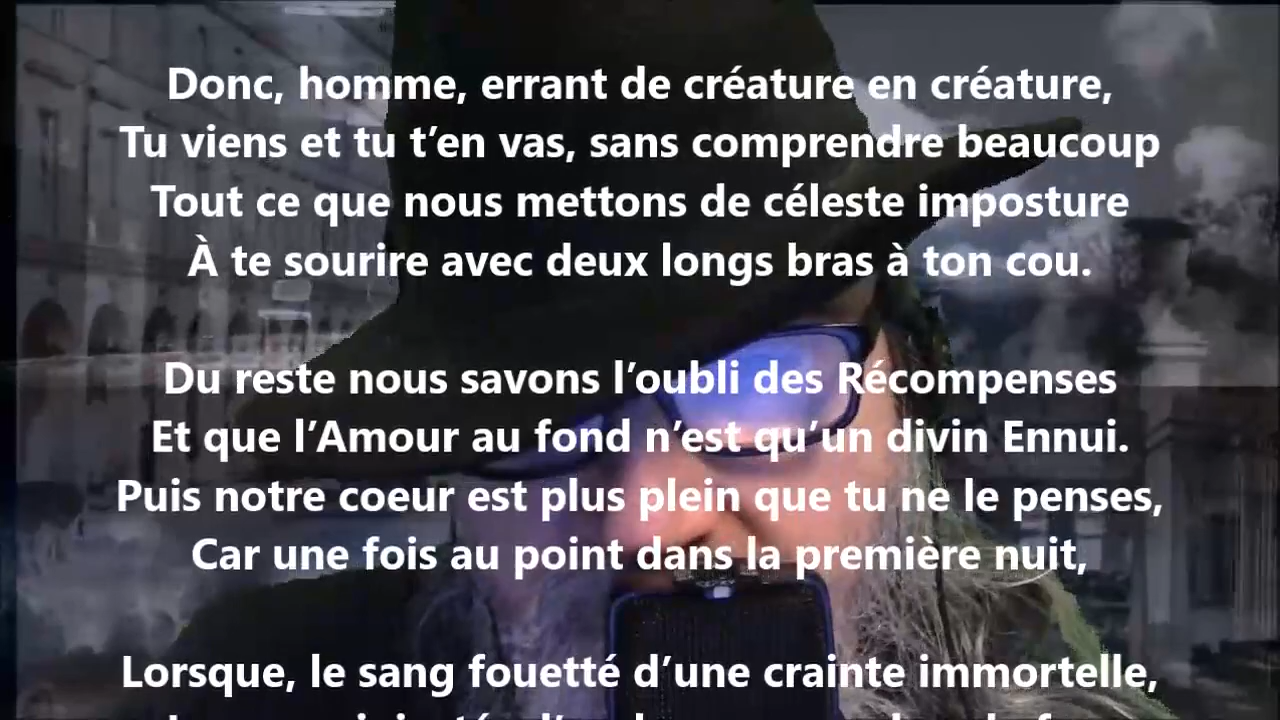 Donc, homme, errant de créature en créature,
Tu viens et tu t’en vas, sans comprendre beaucoup
Tout ce que nous mettons de céleste imposture
À te sourire avec deux longs bras à ton cou.
Du reste nous savons l’oubli des Récompenses
Et que l’Amour au fond n’est qu’un divin Ennui.
Puis notre coeur est plus plein que tu ne le penses,
Car une fois au point dans la première nuit,
Lorsque, le sang fouetté d’une crainte immortelle,